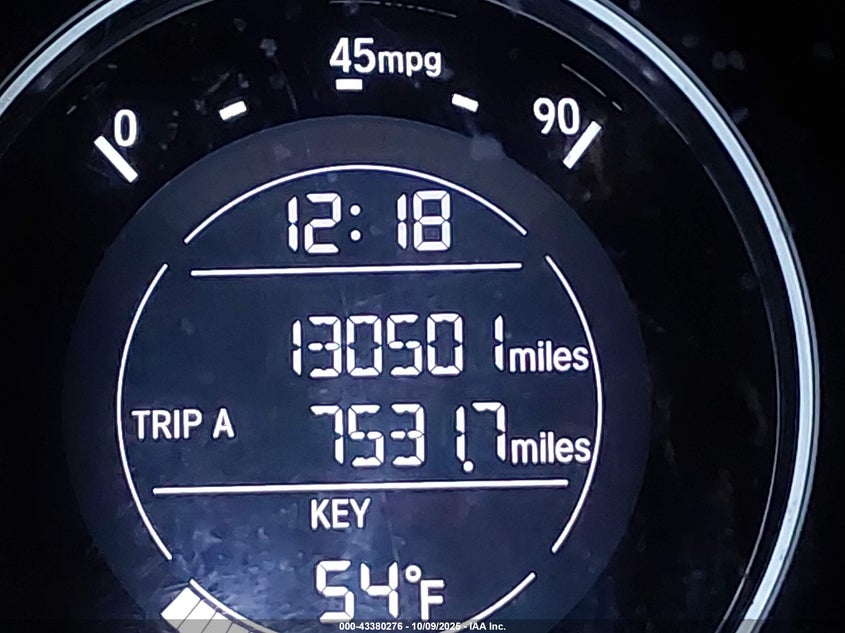 45mpg
0
90
12:18
130501miles
TRIP A 7531.7miles
KEY
54°F
000-43380276 - 10/09/2025 - IAA Inc.